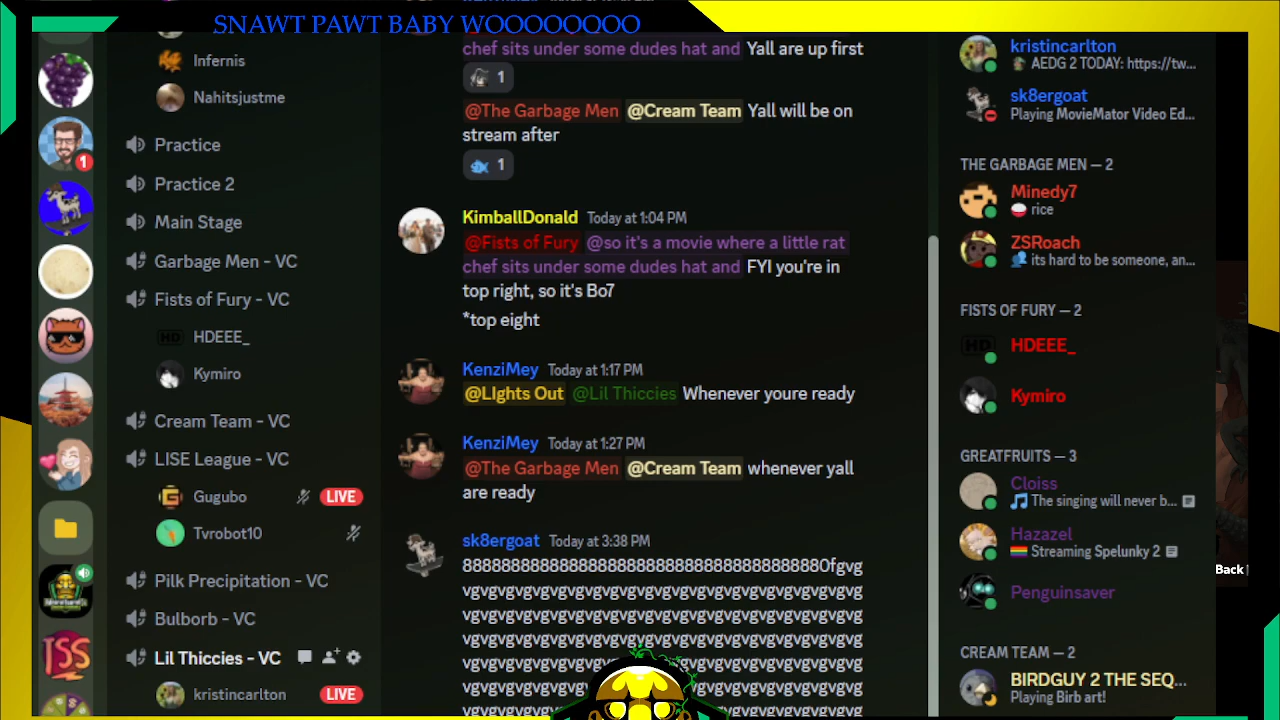 SNAWT PAWT BABY WOOOOOOOO
Infernis
Nahitsjustme
Practice
Practice 2
Main Stage
Garbage Men - VC
Fists of Fury - VC
HD HDEEE_
Kymiro
Cream Team - VC
LISE League - VC
Gugubo LIVE
Tvrobot10
Pilk Precipitation - VC
Bulborb - VC
Lil Thiccies - VC
kristincarlton LIVE
1
JSS
chef sits under some dudes hat and Yall are up first
1
@The Garbage Men @Cream Team Yall will be on
stream after
1
KimballDonald Today at 1:04 PM
@Fists of Fury @so it's a movie where a little rat
chef sits under some dudes hat and FYI you're in
top right, so it's Bo7
*top eight
KenziMey Today at 1:17 PM
@LIghts Out @Lil Thiccies Whenever youre ready
KenziMey Today at 1:27 PM
@The Garbage Men @Cream Team whenever yall
are ready
sk8ergoat Today at 3:38 PM
kristincarlton
AEDG 2 TODAY: https://tw...
sk8ergoat
Playing MovieMator Video Ed...
THE GARBAGE MEN — 2
Minedy7
rice
ZSRoach
its hard to be someone, an...
FISTS OF FURY — 2
HD HDEEE_
Kymiro
GREATFRUITS — 3
Cloiss
The singing will never b...
Hazazel
Streaming Spelunky 2
Penguinsaver
CREAM TEAM — 2
BIRDGUY 2 THE SEQ...
Playing Birb art!
Back